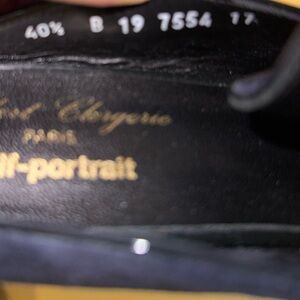 40½ B 19 7554 17
Clergerie
PARIS
lf-portrait